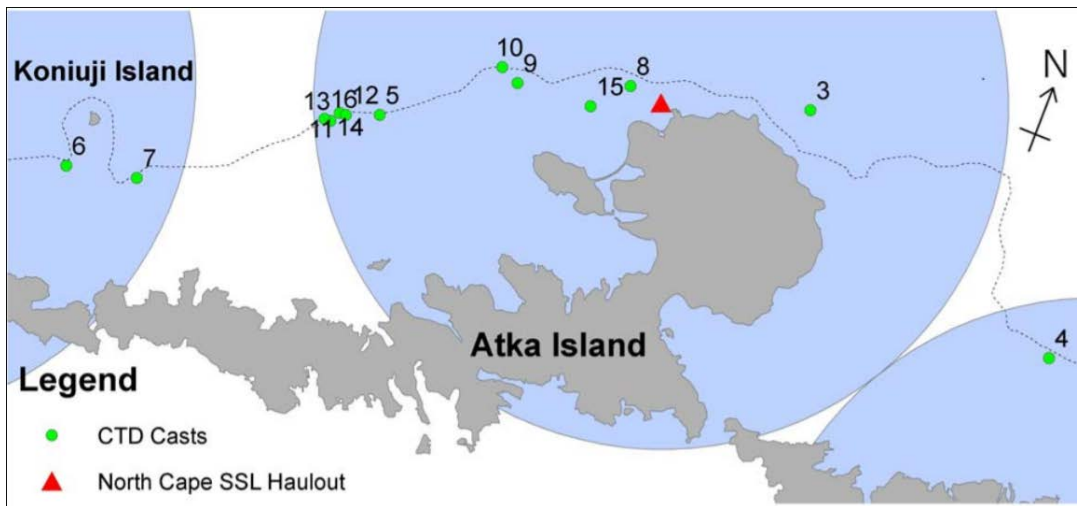 10
9
8
Koniuji Island
N
13 16 12 5
15
3
11 14
6
7
Atka Island
4
Legend
CTD Casts
North Cape SSL Haulout